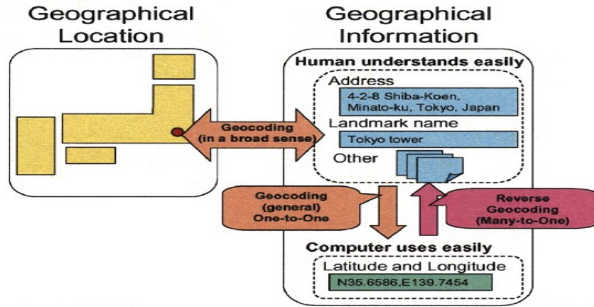 Geographical
Location
Geographical
Information
Human understands easily
Address
4-2-8 Shiba-Koen,
Minato-ku, Tokyo, Japan
Landmark name
Tokyo tower
Other
Geocoding
(in a broad sense)
Geocoding
(general)
One-to-One
Reverse
Geocoding
(Many-to-One)
Computer uses easily
Latitude and Longitude
N35.6586,E139.7454